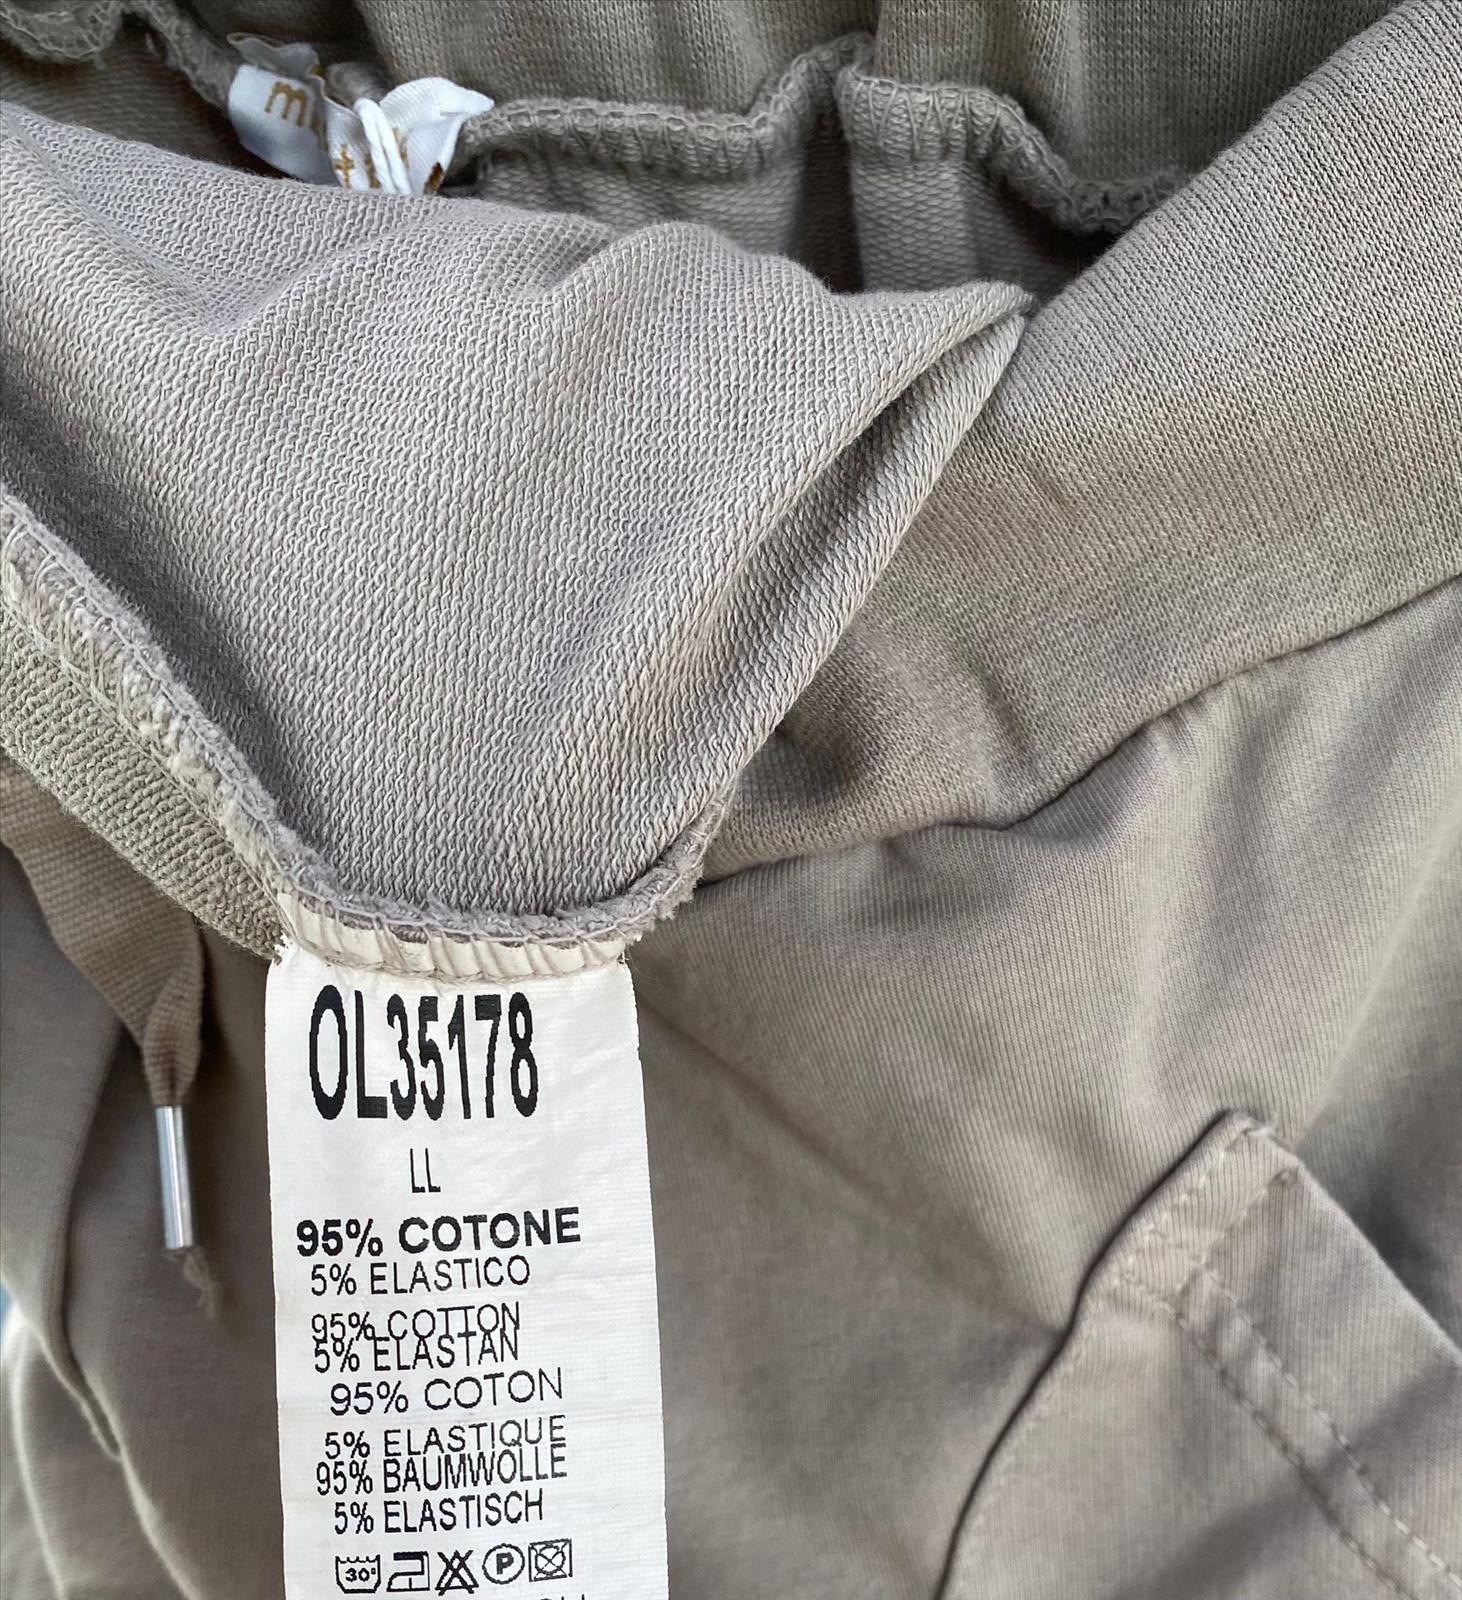 OL35178
LL
95% COTONE
5% ELASTICO
95% COTTON
5% ELASTAN
95% COTON
5% ELASTIQUE
95% BAUMWOLLE
5% ELASTISCH
30°
P